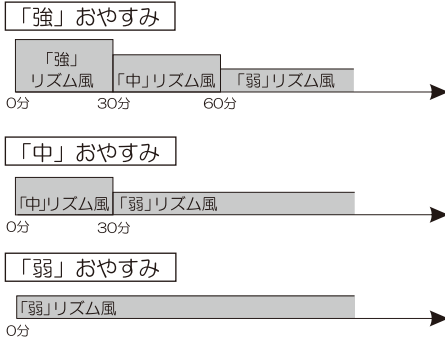 「強」おやすみ
「強」
リズム風
「中」リズム風
「弱」リズム風
0分
30分
60分
「中」おやすみ
「中」リズム風
「弱」リズム風
0分
30分
「弱」おやすみ
「弱」リズム風
0分